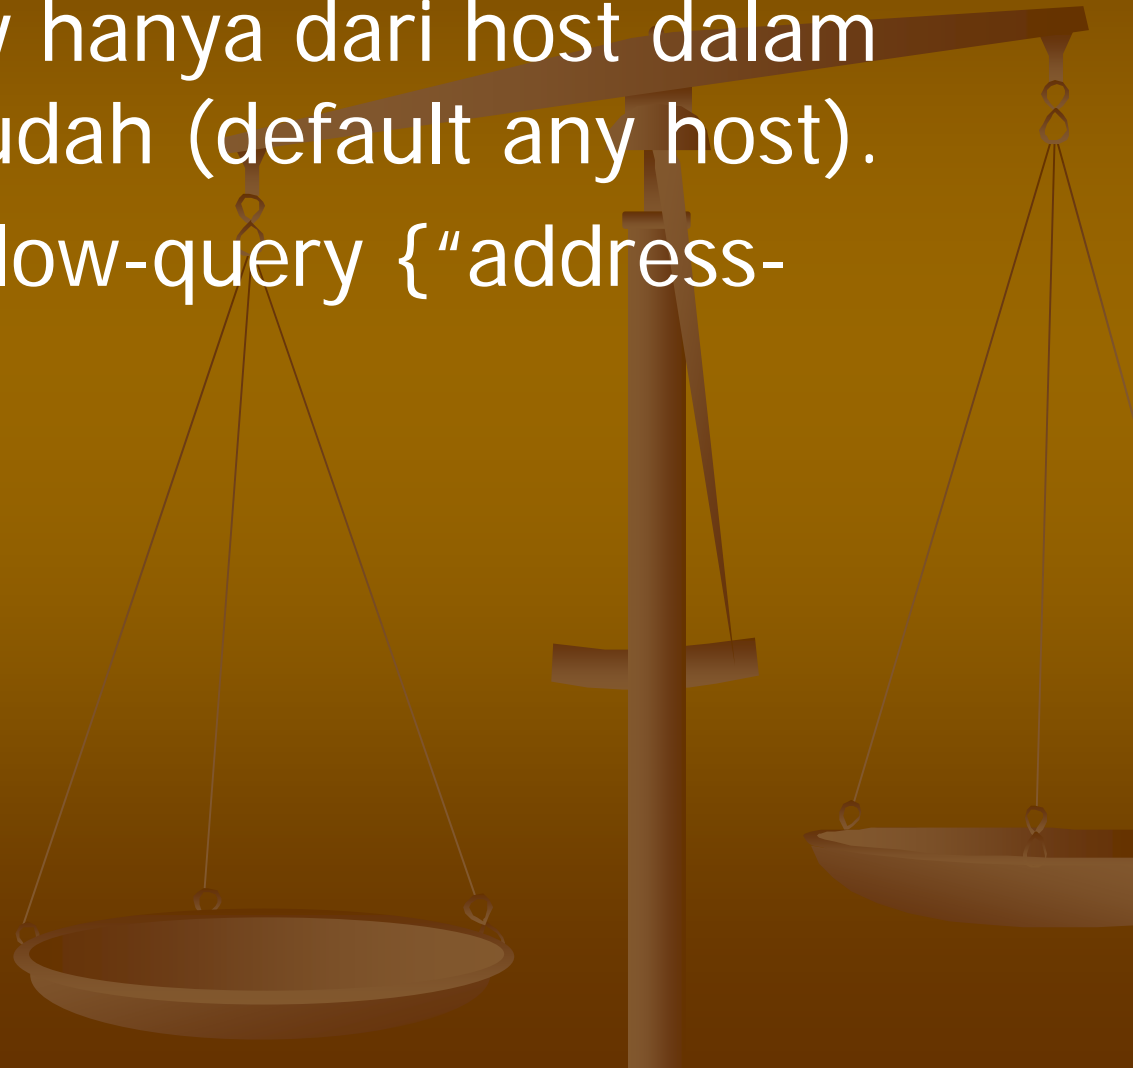 hanya dari host dalam
udah (default any host).
low-query {“address-